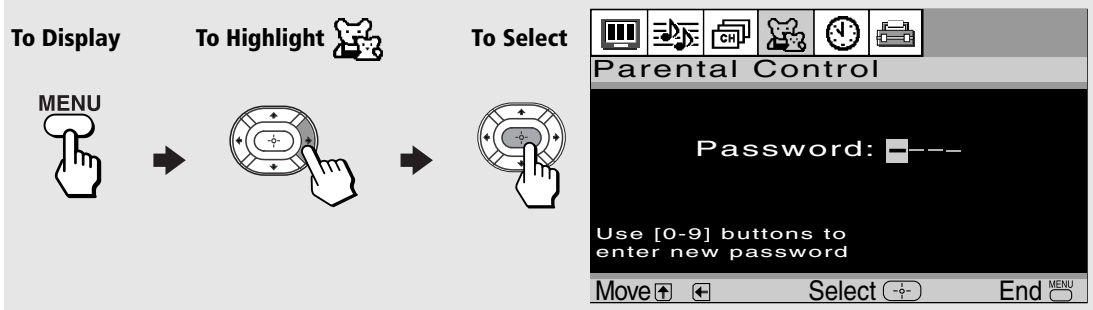 To Display
To Highlight
To Select
MENU
CH
Parental Control
Password: ----
Use [0-9] buttons to
enter new password
Move
Select
End MENU